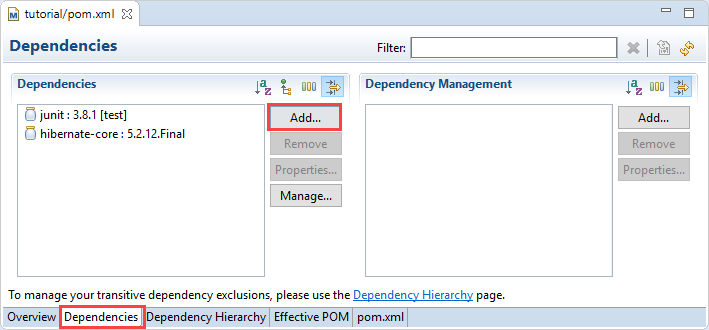 tutorial/pom.xml
Dependencies
Filter:
Dependencies
Dependency Management
junit : 3.8.1 [test]
hibernate-core : 5.2.12.Final
Add...
Remove
Properties...
Manage...
Add...
Remove
Properties...
To manage your transitive dependency exclusions, please use the Dependency Hierarchy page.
Overview Dependencies Dependency Hierarchy Effective POM pom.xml